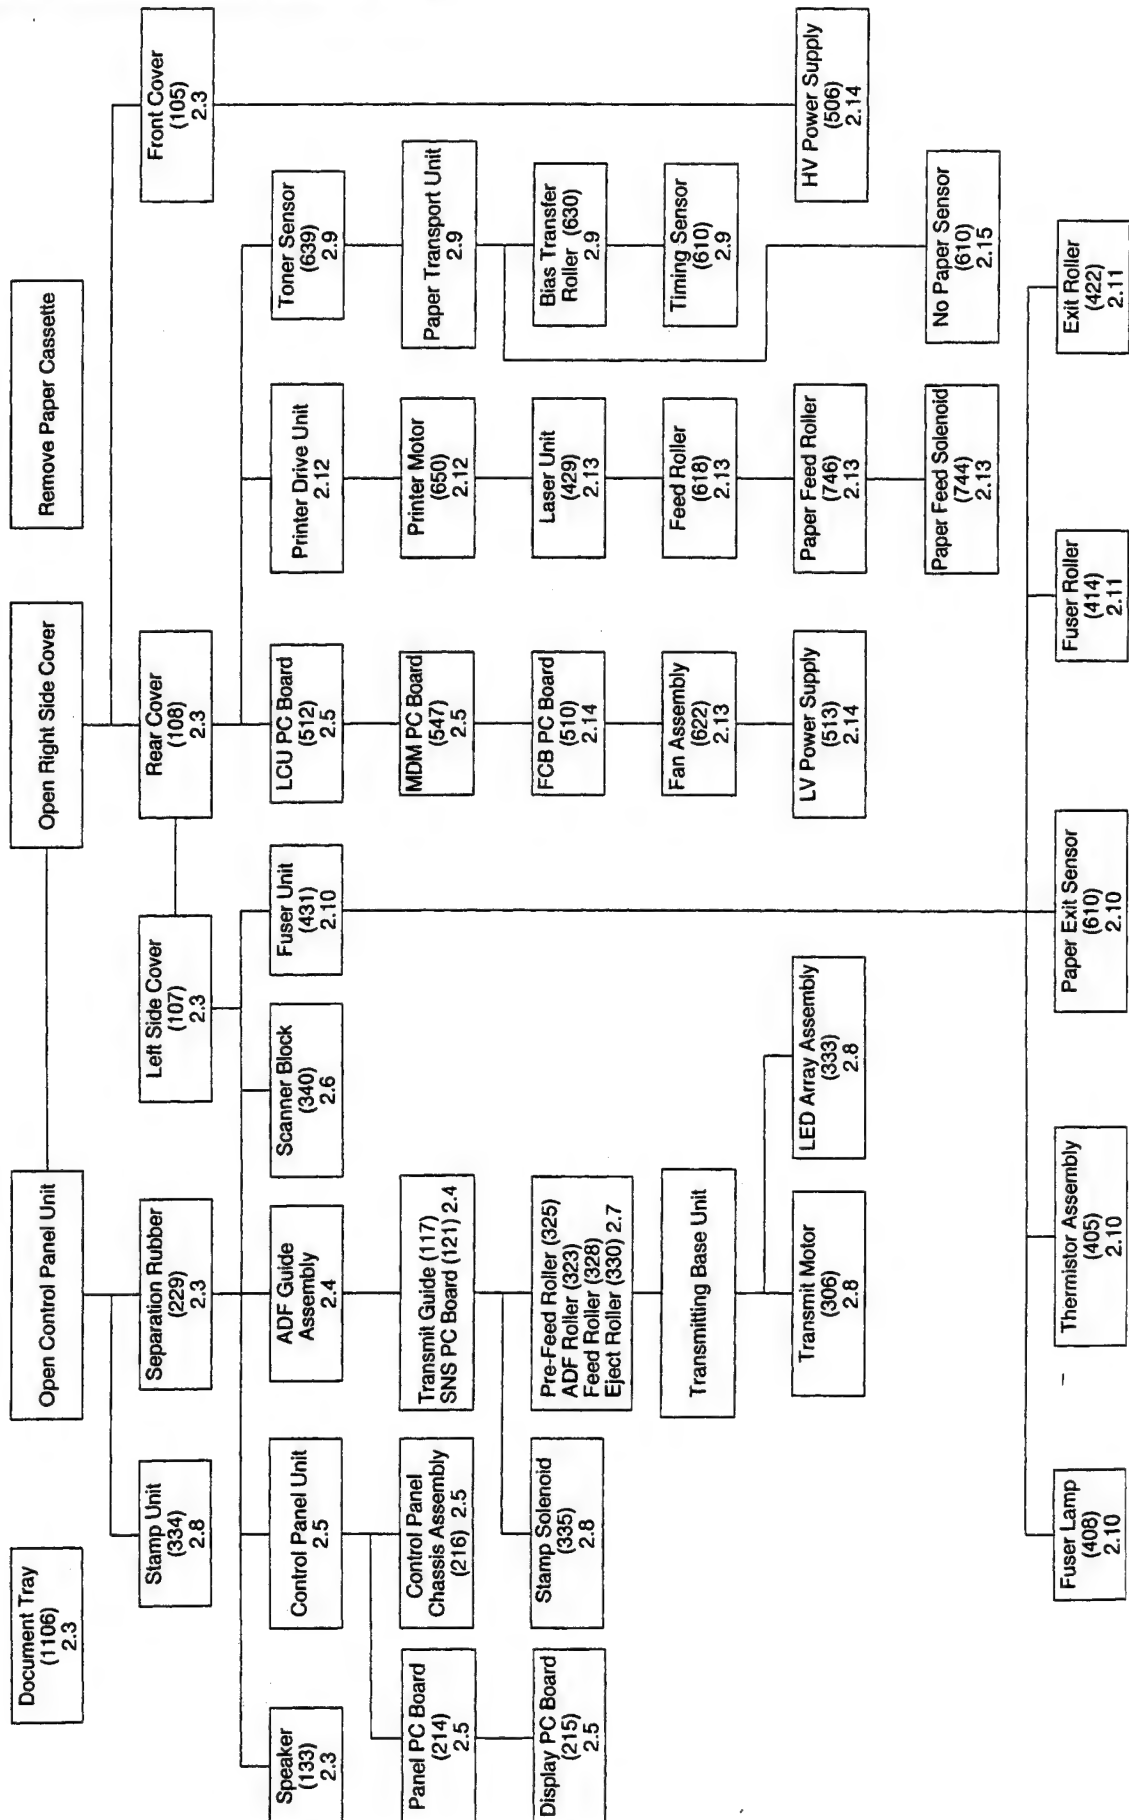 Document Tray
(1106)
2.3
Open Control Panel Unit
Open Right Side Cover
Remove Paper Cassette
Stamp Unit
(334)
2.8
Separation Rubber
(229)
2.3
Left Side Cover
(107)
2.3
Rear Cover
(108)
2.3
Front Cover
(105)
2.3
Speaker
(133)
2.3
Control Panel Unit
2.5
ADF Guide
Assembly
2.4
Scanner Block
(340)
2.6
Fuser Unit
(431)
2.10
LCU PC Board
(512)
2.5
Printer Drive Unit
2.12
Toner Sensor
(639)
2.9
Panel PC Board
(214)
2.5
Control Panel
Chassis Assembly
(216) 2.5
Transmit Guide (117)
SNS PC Board (121) 2.4
MDM PC Board
(547)
2.5
Printer Motor
(650)
2.12
Paper Transport Unit
2.9
Display PC Board
(215)
2.5
Stamp Solenoid
(335)
2.8
Pre-Feed Roller (325)
ADF Roller (323)
Feed Roller (328)
Eject Roller (330) 2.7
FCB PC Board
(510)
2.14
Laser Unit
(429)
2.13
Bias Transfer
Roller (630)
2.9
Transmitting Base Unit
Fan Assembly
(622)
2.13
Feed Roller
(618)
2.13
Timing Sensor
(610)
2.9
Transmit Motor
(306)
2.8
LED Array Assembly
(333)
2.8
LV Power Supply
(513)
2.14
Paper Feed Roller
(746)
2.13
HV Power Supply
(506)
2.14
Paper Feed Solenoid
(744)
2.13
No Paper Sensor
(610)
2.15
Fuser Lamp
(408)
2.10
Thermistor Assembly
(405)
2.10
Paper Exit Sensor
(610)
2.10
Fuser Roller
(414)
2.11
Exit Roller
(422)
2.11